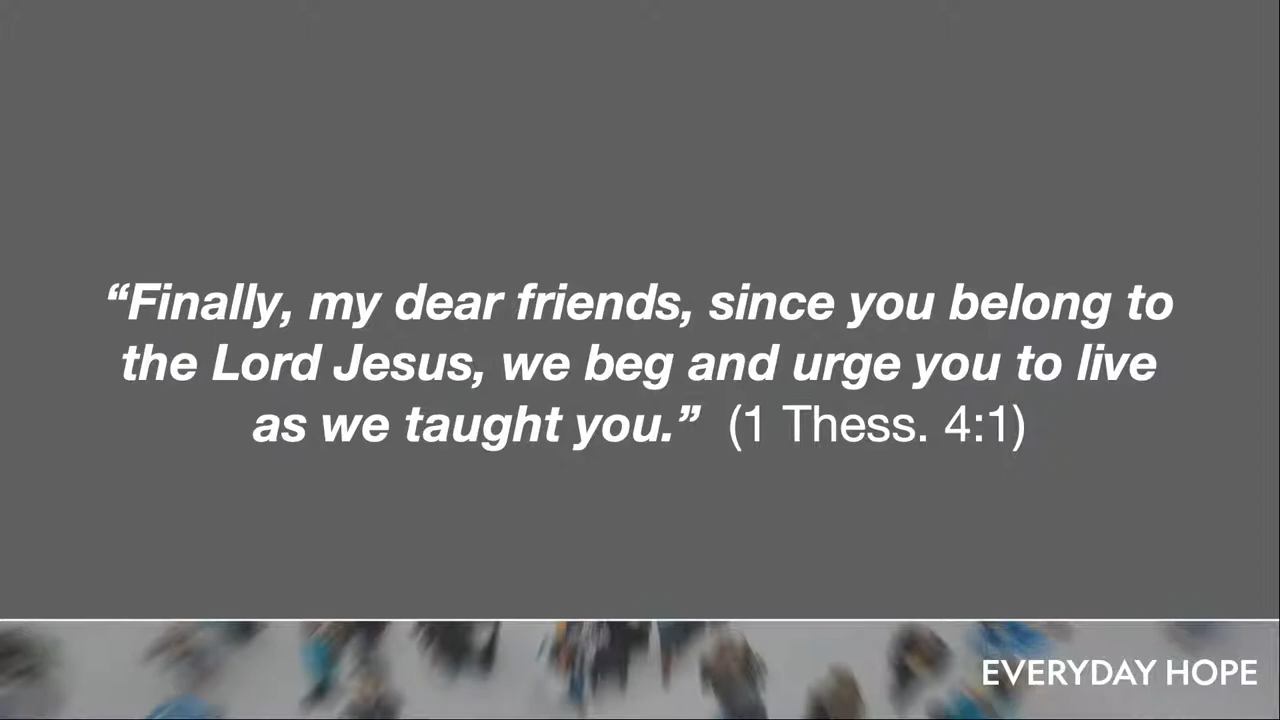 “Finally, my dear friends, since you belong to
the Lord Jesus, we beg and urge you to live
as we taught you.” (1 Thess. 4:1)
EVERYDAY HOPE